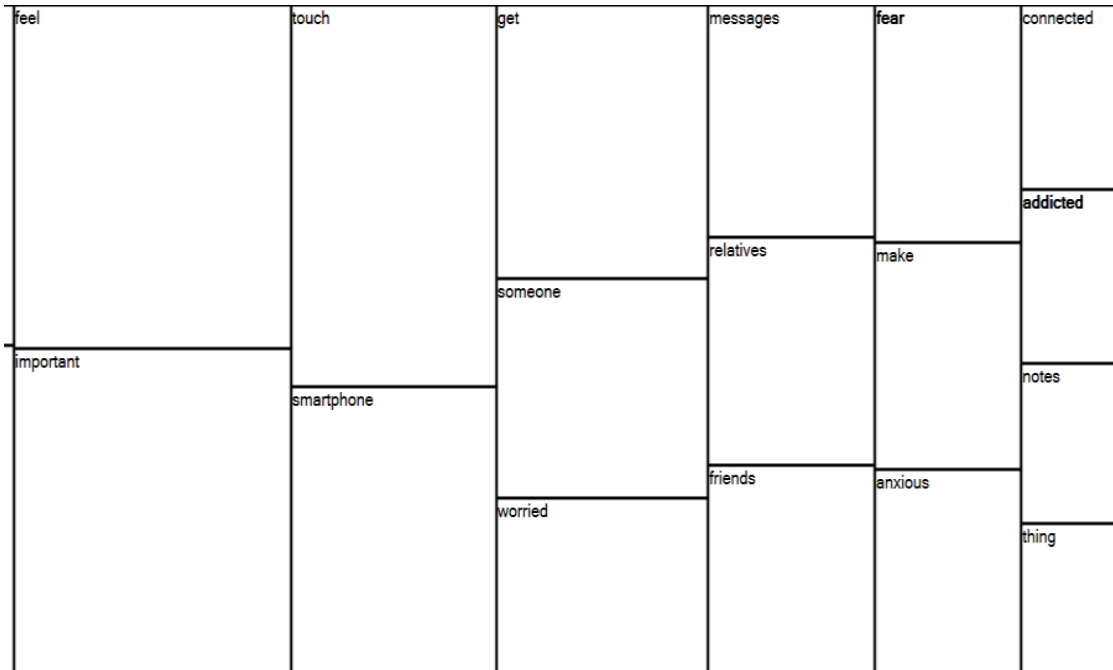 feel
important
touch
smartphone
get
someone
worried
messages
relatives
friends
fear
make
anxious
connected
addicted
notes
thing